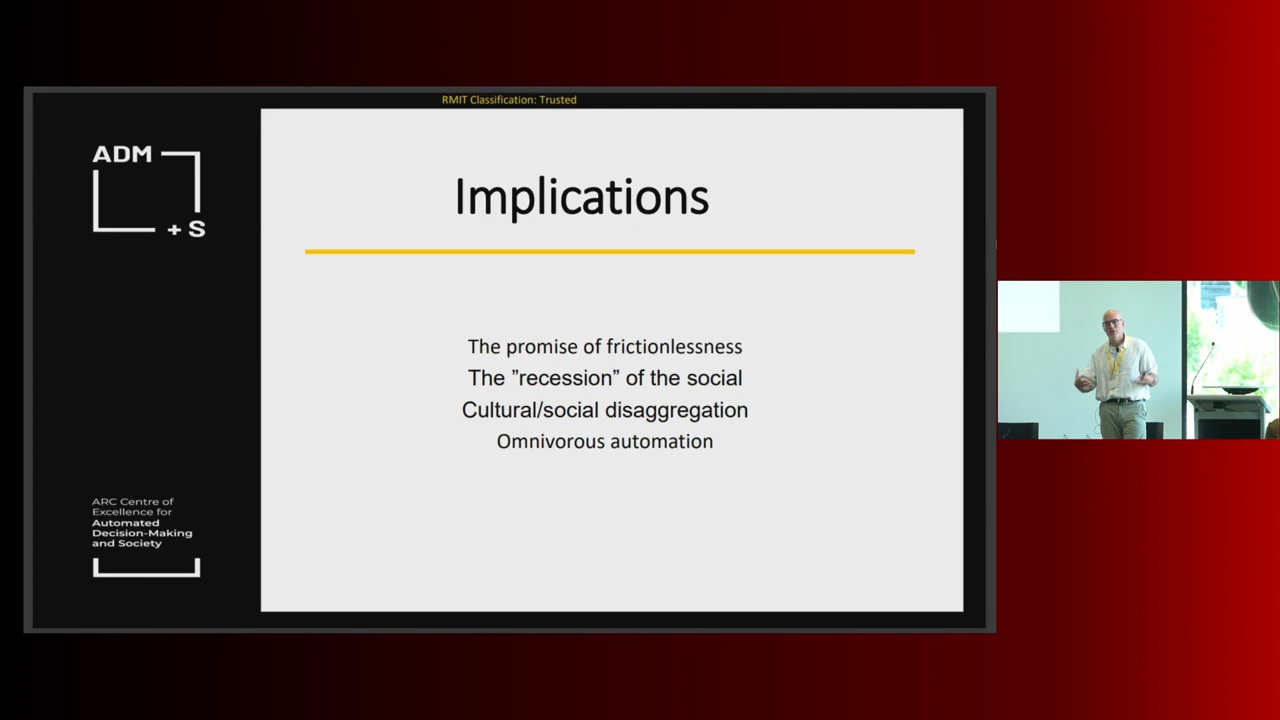 RMIT Classification: Trusted
ADM
+ S
Implications
The promise of frictionlessness
The ”recession” of the social
Cultural/social disaggregation
Omnivorous automation
ARC Centre of
Excellence for
Automated
Decision-Making
and Society